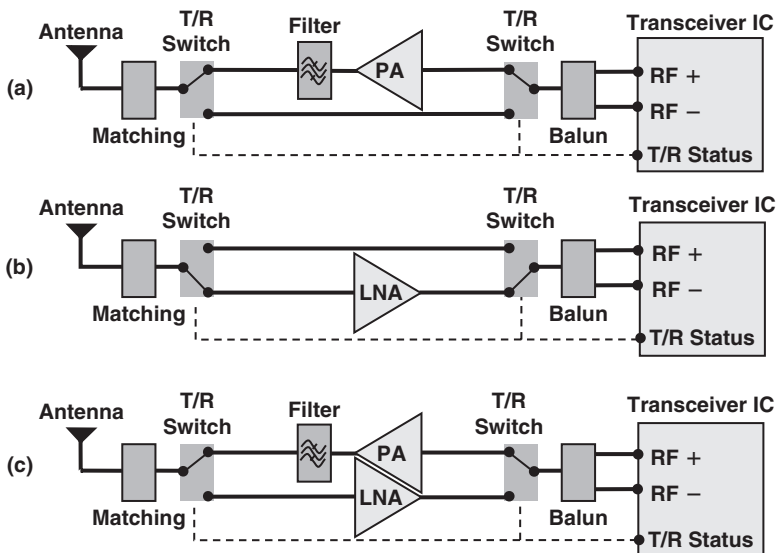 (a)
Antenna
Matching
T/R
Switch
Filter
PA
T/R
Switch
Balun
Transceiver IC
RF +
RF −
T/R Status
(b)
Antenna
Matching
T/R
Switch
LNA
T/R
Switch
Balun
Transceiver IC
RF +
RF −
T/R Status
(c)
Antenna
Matching
T/R
Switch
Filter
PA
LNA
T/R
Switch
Balun
Transceiver IC
RF +
RF −
T/R Status